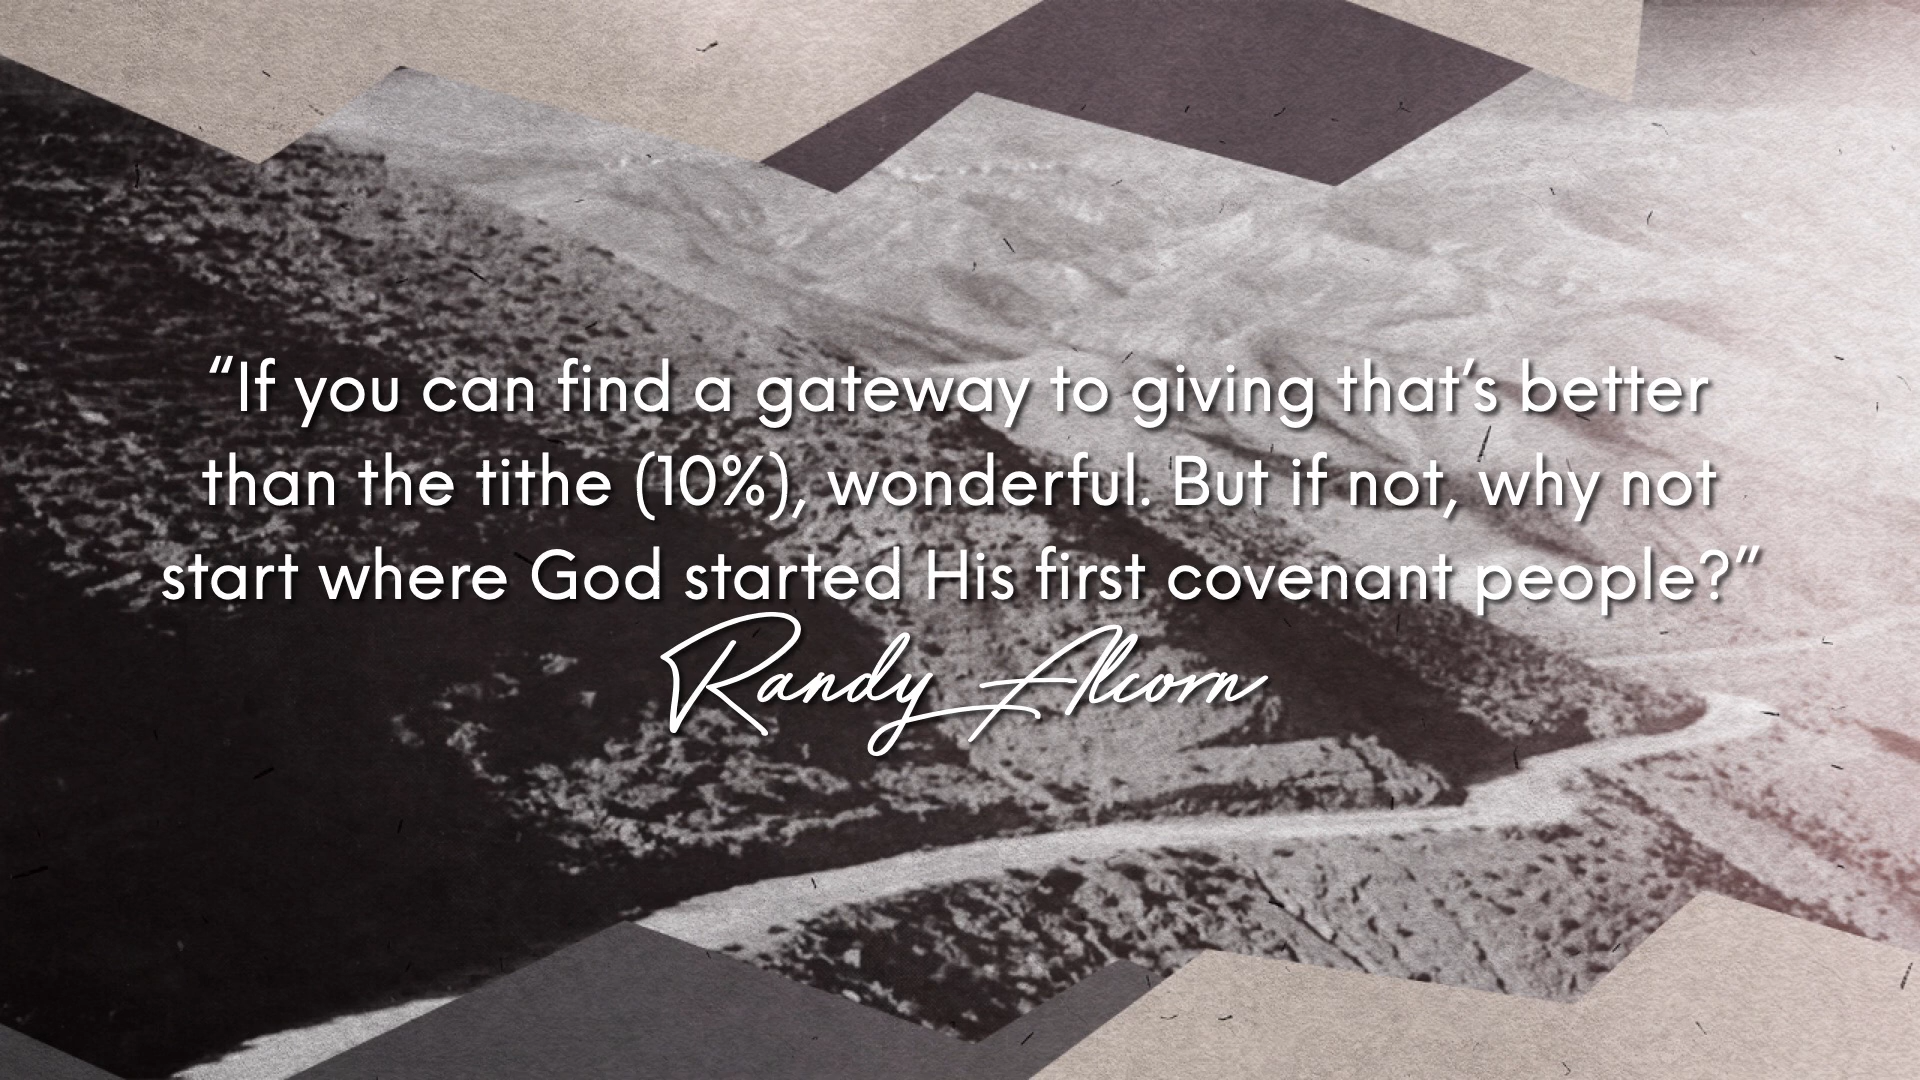 “If you can find a gateway to giving that’s better
than the tithe (10%), wonderful. But if not, why not
start where God started His first covenant people?”
Randy Alcorn